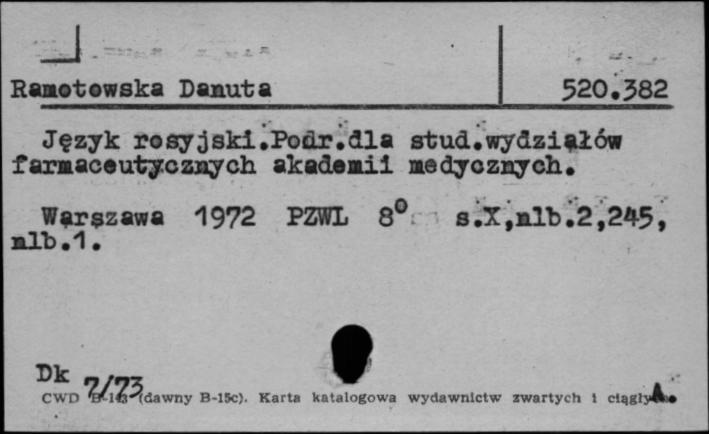 Ramotowska Danuta 520.382
Język rosyjski.Podr.dla stud.wydziałów
farmaceutycznych akademii medycznych.
Warszawa 1972 PZWL 8° s.X,nlb.2,245,
nlb.1.
Dk 7/73 A.
CWD B-143 (dawny B-15c). Karta katalogowa wydawnictw zwartych i ciągłych.